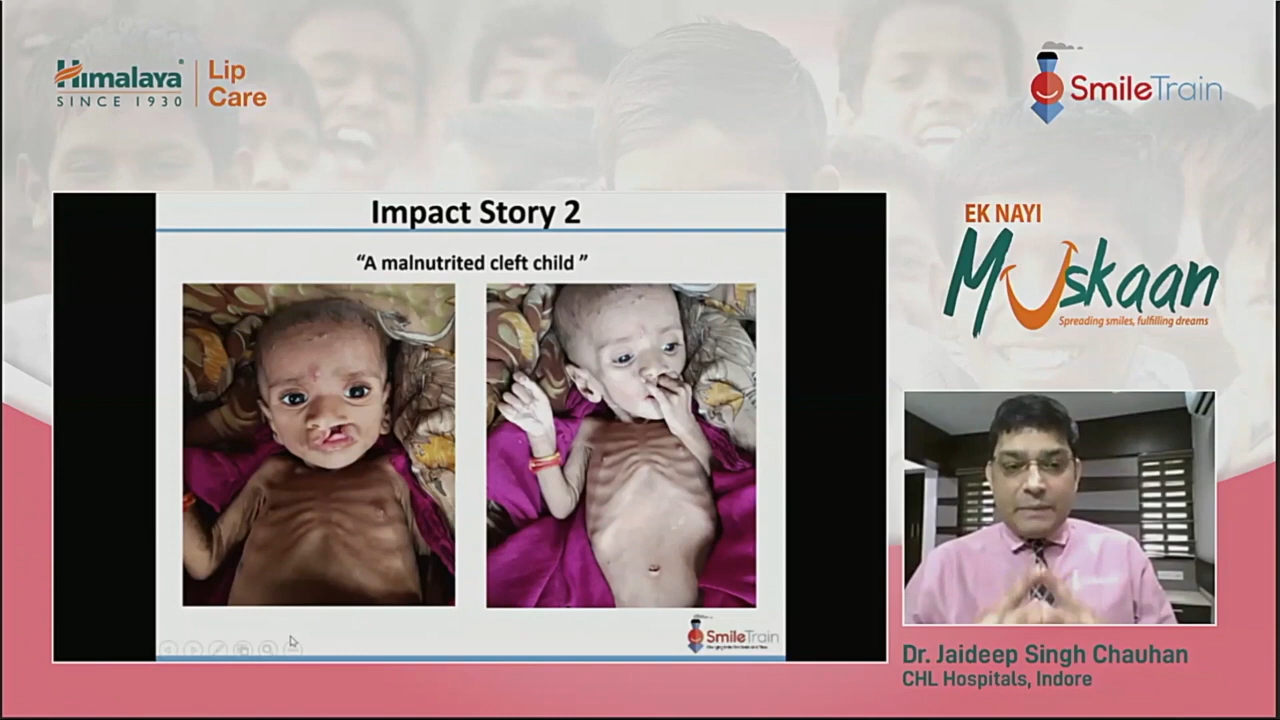 Himalaya
SINCE 1930
Lip
Care
SmileTrain
Impact Story 2
“A malnutrited cleft child ”
SmileTrain
EK NAYI
Muskaan
Spreading smiles, fulfilling dreams
Dr. Jaideep Singh Chauhan
CHL Hospitals, Indore